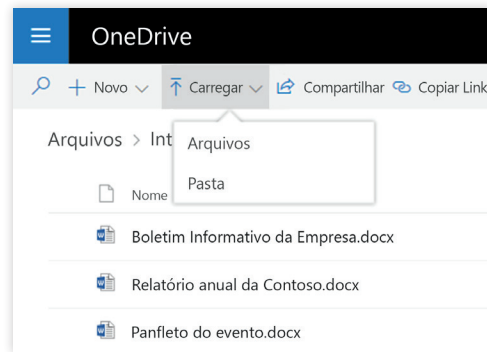 OneDrive
Novo Carregar Compartilhar Copiar Link
Arquivos > Int
Arquivos
Pasta
Nome
Boletim Informativo da Empresa.docx
Relatório anual da Contoso.docx
Panfleto do evento.docx